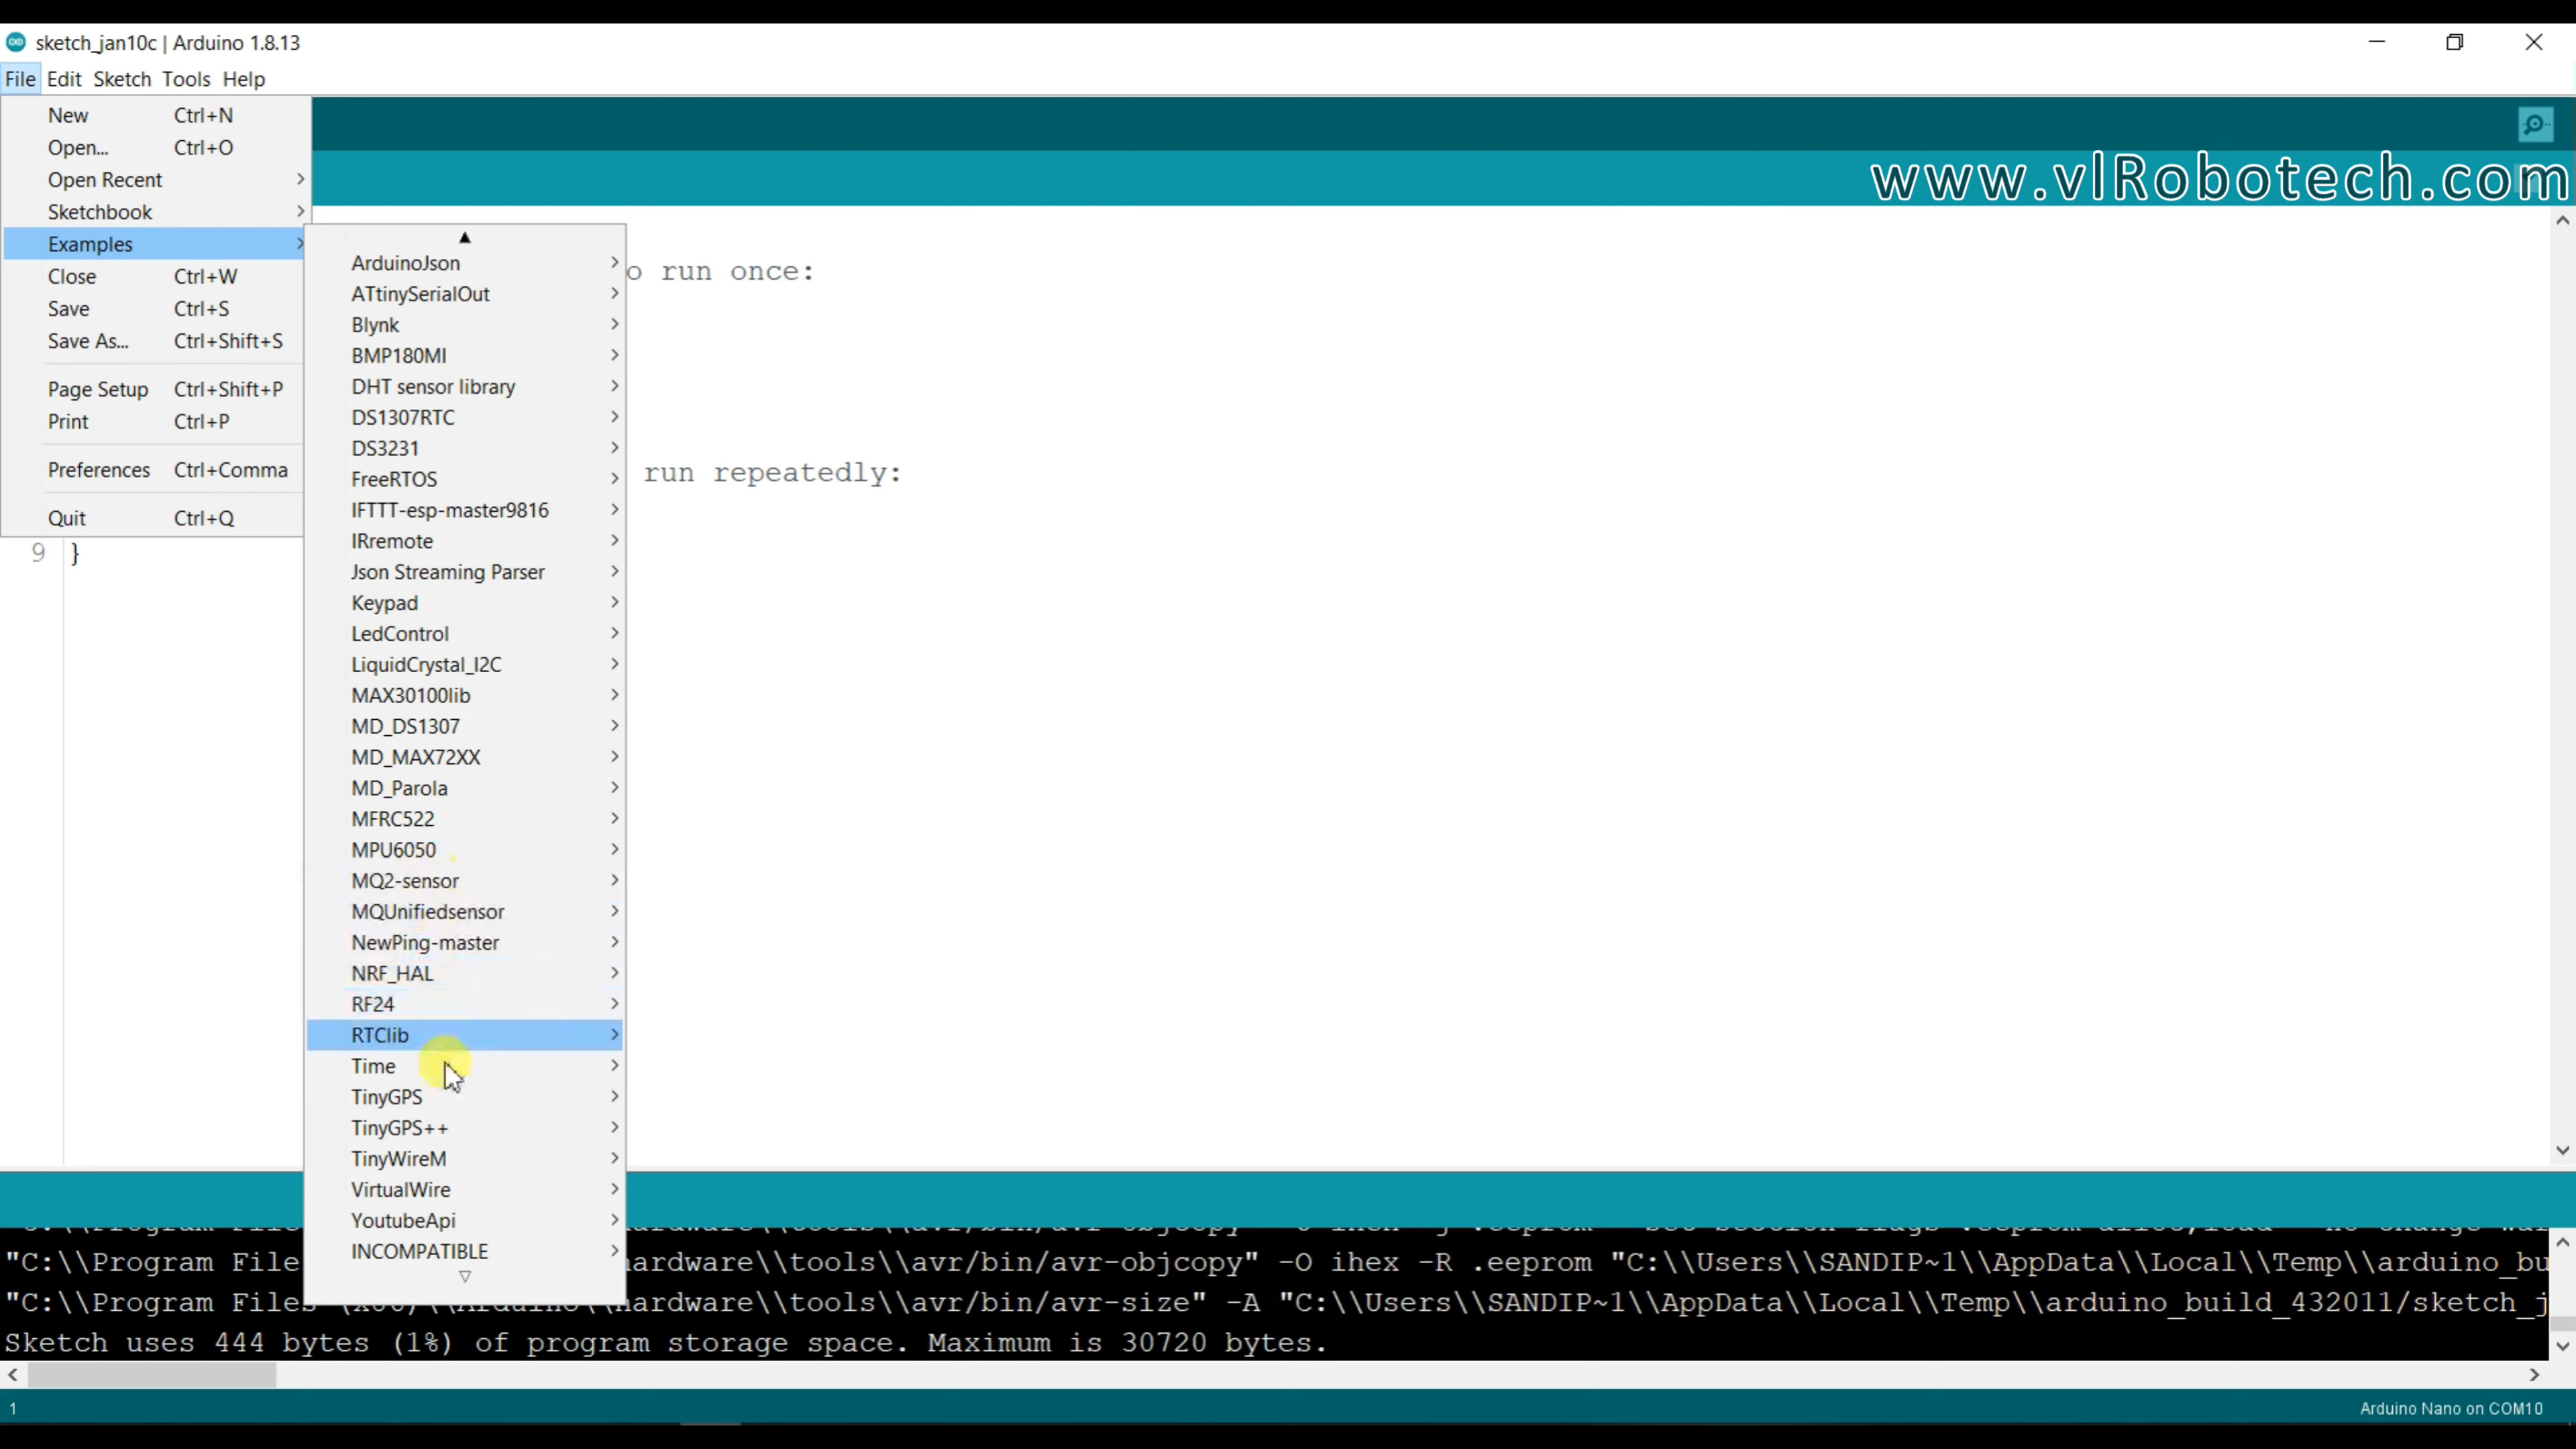 sketch_jan10c | Arduino 1.8.13
File Edit Sketch Tools Help
New Ctrl+N
Open... Ctrl+O
Open Recent
Sketchbook
Examples
Close Ctrl+W
Save Ctrl+S
Save As... Ctrl+Shift+S
Page Setup Ctrl+Shift+P
Print Ctrl+P
Preferences Ctrl+Comma
Quit Ctrl+Q
www.vlRobotech.com
ArduinoJson
ATtinySerialOut
Blynk
BMP180MI
DHT sensor library
DS1307RTC
DS3231
FreeRTOS
IFTTT-esp-master9816
IRremote
Json Streaming Parser
Keypad
LedControl
LiquidCrystal_I2C
MAX30100lib
MD_DS1307
MD_MAX72XX
MD_Parola
MFRC522
MPU6050
MQ2-sensor
MQUnifiedsensor
NewPing-master
NRF_HAL
RF24
RTClib
Time
TinyGPS
TinyGPS++
TinyWireM
VirtualWire
YoutubeApi
INCOMPATIBLE
o run once:
run repeatedly:
9 }
"C:\\Program File hardware\\tools\\avr/bin/avr-objcopy" -O ihex -R .eeprom "C:\\Users\\SANDIP~1\\AppData\\Local\\Temp\\arduino_bu
"C:\\Program Files hardware\\tools\\avr/bin/avr-size" -A "C:\\Users\\SANDIP~1\\AppData\\Local\\Temp\\arduino_build_432011/sketch_j
Sketch uses 444 bytes (1%) of program storage space. Maximum is 30720 bytes.
1 Arduino Nano on COM10